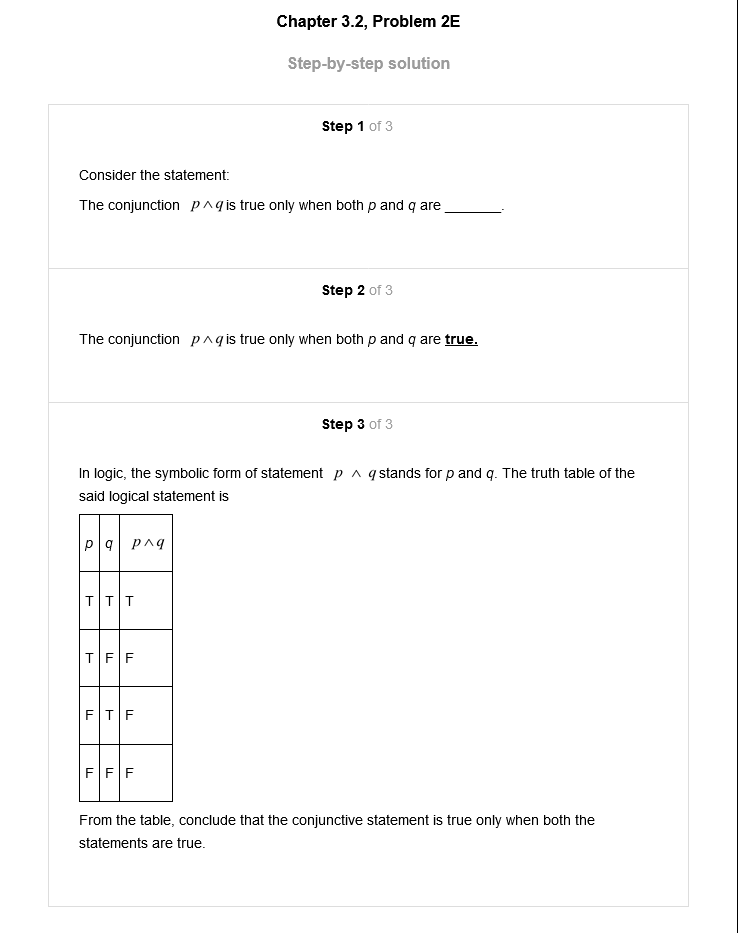 Chapter 3.2, Problem 2E
Step-by-step solution
Step 1 of 3
Consider the statement:
The conjunction p ∧ q is true only when both p and q are _______.
Step 2 of 3
The conjunction p ∧ q is true only when both p and q are true.
Step 3 of 3
In logic, the symbolic form of statement p ∧ q stands for p and q. The truth table of the
said logical statement is
p q p ∧ q
T T T
T F F
F T F
F F F
From the table, conclude that the conjunctive statement is true only when both the
statements are true.